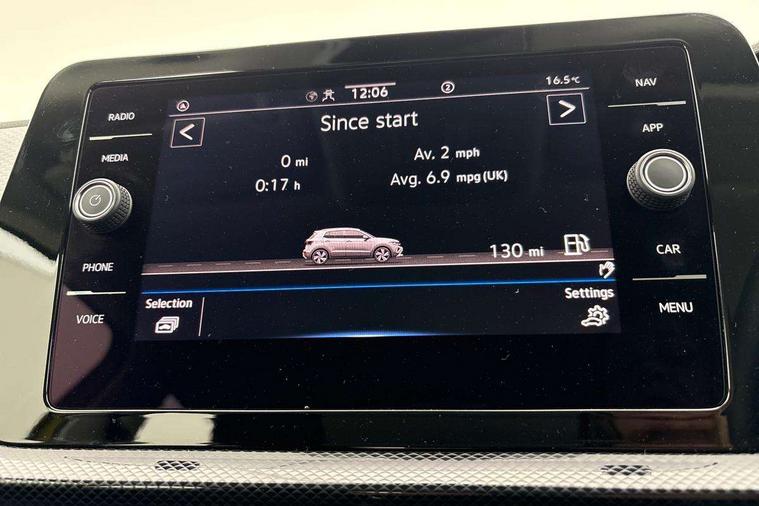 RADIO
MEDIA
PHONE
VOICE
12:06
2
16.5°C
Since start
0 mi
0:17 h
Av. 2 mph
Avg. 6.9 mpg (UK)
130 mi
Selection
Settings
NAV
APP
CAR
MENU